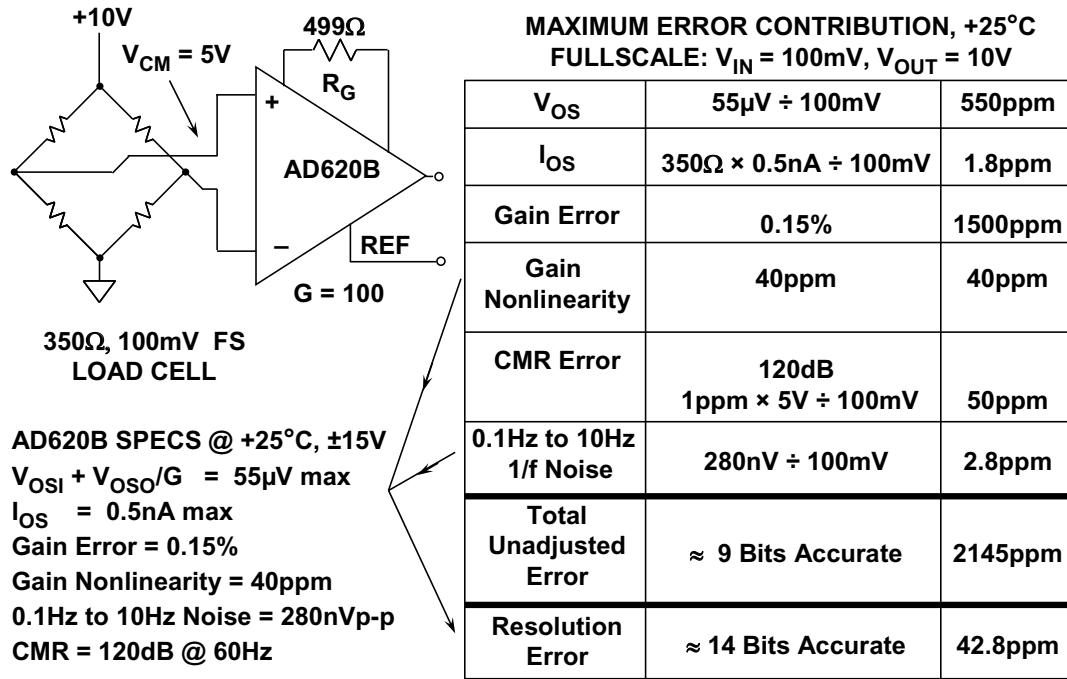 +10V
V_CM = 5V
499Ω
R_G
+
AD620B
−
REF
G = 100
350Ω, 100mV FS
LOAD CELL
AD620B SPECS @ +25°C, ±15V
V_OSI + V_OSO/G = 55µV max
I_OS = 0.5nA max
Gain Error = 0.15%
Gain Nonlinearity = 40ppm
0.1Hz to 10Hz Noise = 280nVp-p
CMR = 120dB @ 60Hz
MAXIMUM ERROR CONTRIBUTION, +25°C
FULLSCALE: V_IN = 100mV, V_OUT = 10V
V_OS 55µV ÷ 100mV 550ppm
I_OS 350Ω × 0.5nA ÷ 100mV 1.8ppm
Gain Error 0.15% 1500ppm
Gain
Nonlinearity 40ppm 40ppm
CMR Error 120dB
1ppm × 5V ÷ 100mV 50ppm
0.1Hz to 10Hz
1/f Noise 280nV ÷ 100mV 2.8ppm
Total
Unadjusted
Error ≈ 9 Bits Accurate 2145ppm
Resolution
Error ≈ 14 Bits Accurate 42.8ppm